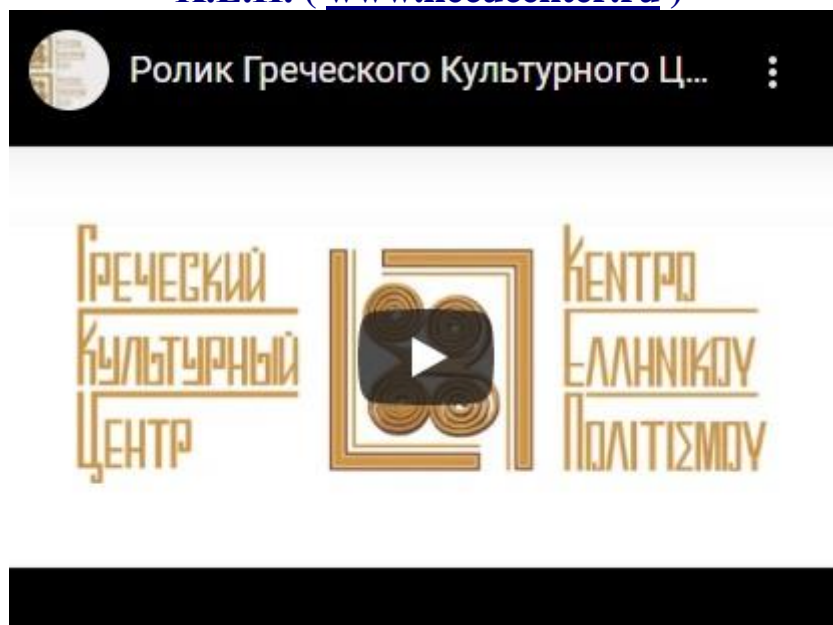 Ролик Греческого Культурного Ц...
Греческий
Культурный
Центр
Κεντρο
Ελληνικου
Πολιτισμου